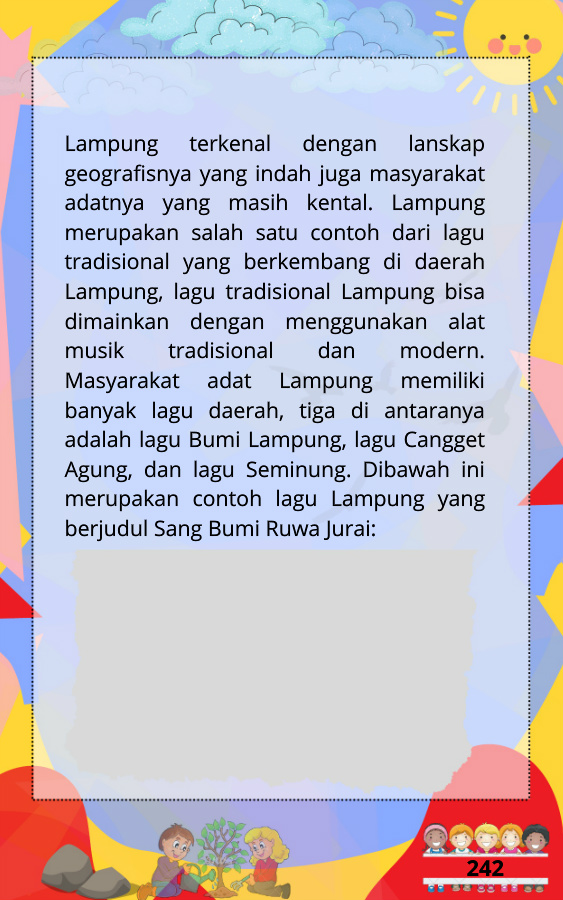 Lampung terkenal dengan lanskap
geografisnya yang indah juga masyarakat
adatnya yang masih kental. Lampung
merupakan salah satu contoh dari lagu
tradisional yang berkembang di daerah
Lampung, lagu tradisional Lampung bisa
dimainkan dengan menggunakan alat
musik tradisional dan modern.
Masyarakat adat Lampung memiliki
banyak lagu daerah, tiga di antaranya
adalah lagu Bumi Lampung, lagu Cangget
Agung, dan lagu Seminung. Dibawah ini
merupakan contoh lagu Lampung yang
berjudul Sang Bumi Ruwa Jurai:
242